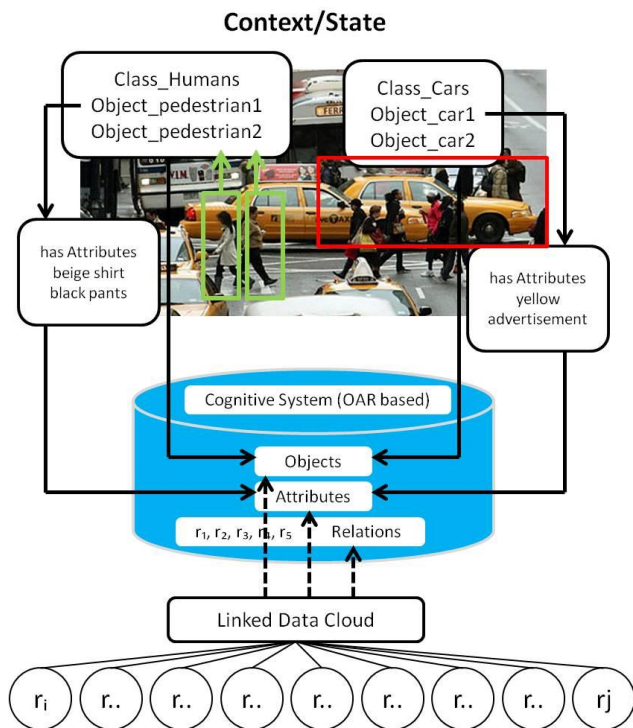 Context/State
Class_Humans
Object_pedestrian1
Object_pedestrian2
Class_Cars
Object_car1
Object_car2
has Attributes
beige shirt
black pants
has Attributes
yellow
advertisement
Cognitive System (OAR based)
Objects
Attributes
r₁, r₂, r₃, r₄, r₅ Relations
Linked Data Cloud
rᵢ
r..
r..
r..
r..
r..
r..
r..
rj